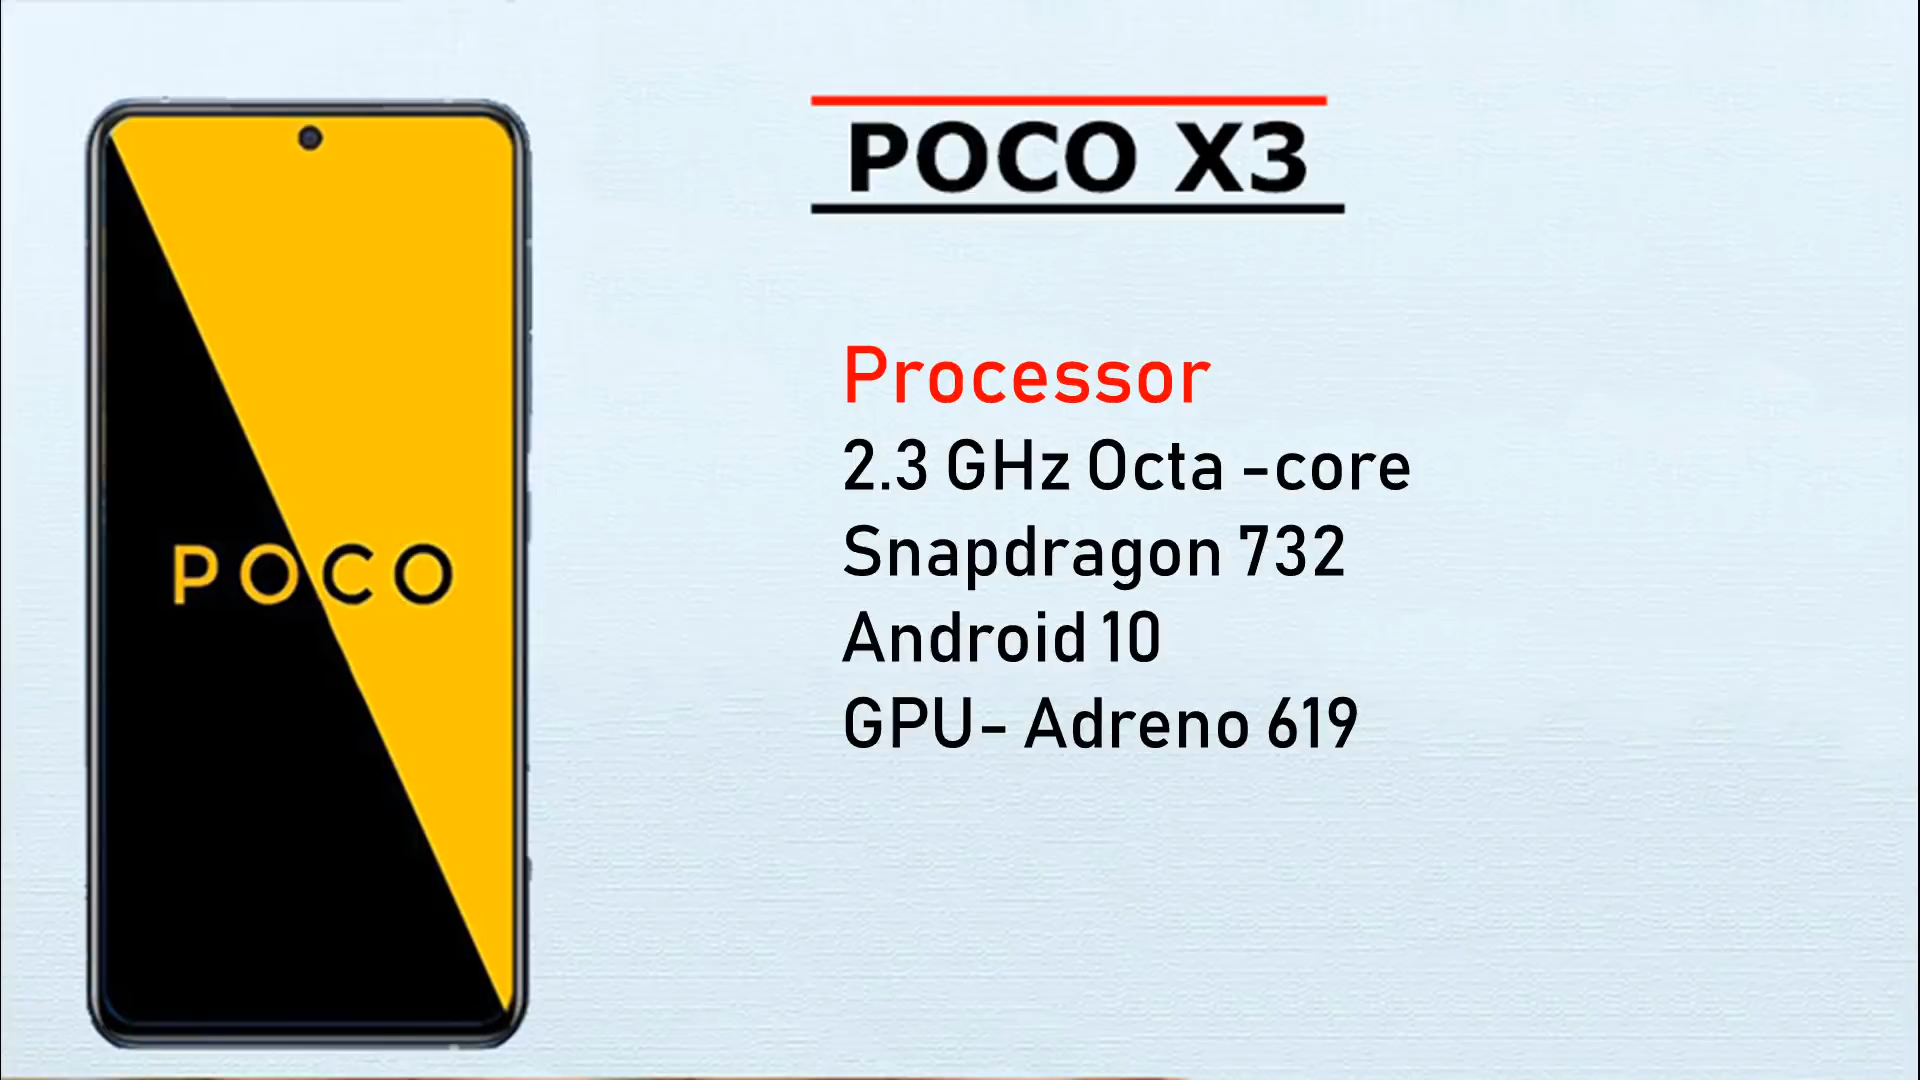 POCO X3
POCO
Processor
2.3 GHz Octa -core
Snapdragon 732
Android 10
GPU- Adreno 619